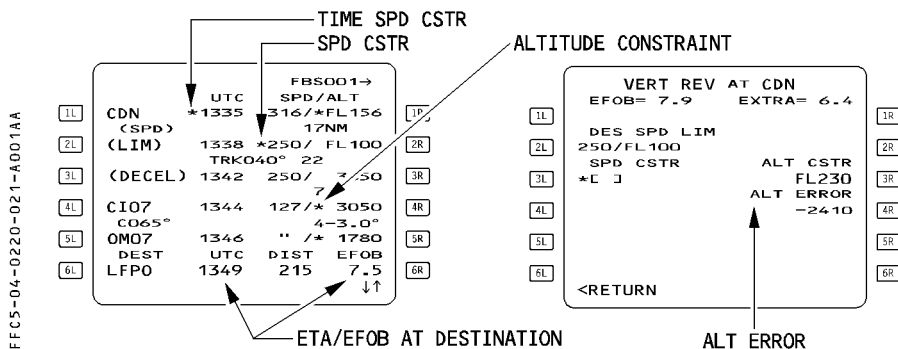 TIME SPD CSTR
SPD CSTR
ALTITUDE CONSTRAINT
FBS001→
UTC SPD/ALT
1L CDN *1335 316/*FL156 1R
(SPD) 17NM
2L (LIM) 1338 *250/ FL100 2R
TRK040° 22
3L (DECEL) 1342 250/ 3R
7
4L CI07 1344 127/* 3050 4R
C065° 4-3.0°
5L OM07 1346 " /* 1780 5R
DEST UTC DIST EFOB
6L LFPO 1349 215 7.5 6R
↓↑
ETA/EFOB AT DESTINATION
VERT REV AT CDN
EFOB= 7.9 EXTRA= 6.4
1L 1R
DES SPD LIM
2L 250/FL100 2R
SPD CSTR ALT CSTR
3L *[ ] FL230 3R
ALT ERROR
4L -2410 4R
5L 5R
6L <RETURN 6R
ALT ERROR
FFC5-04-0220-021-A001AA